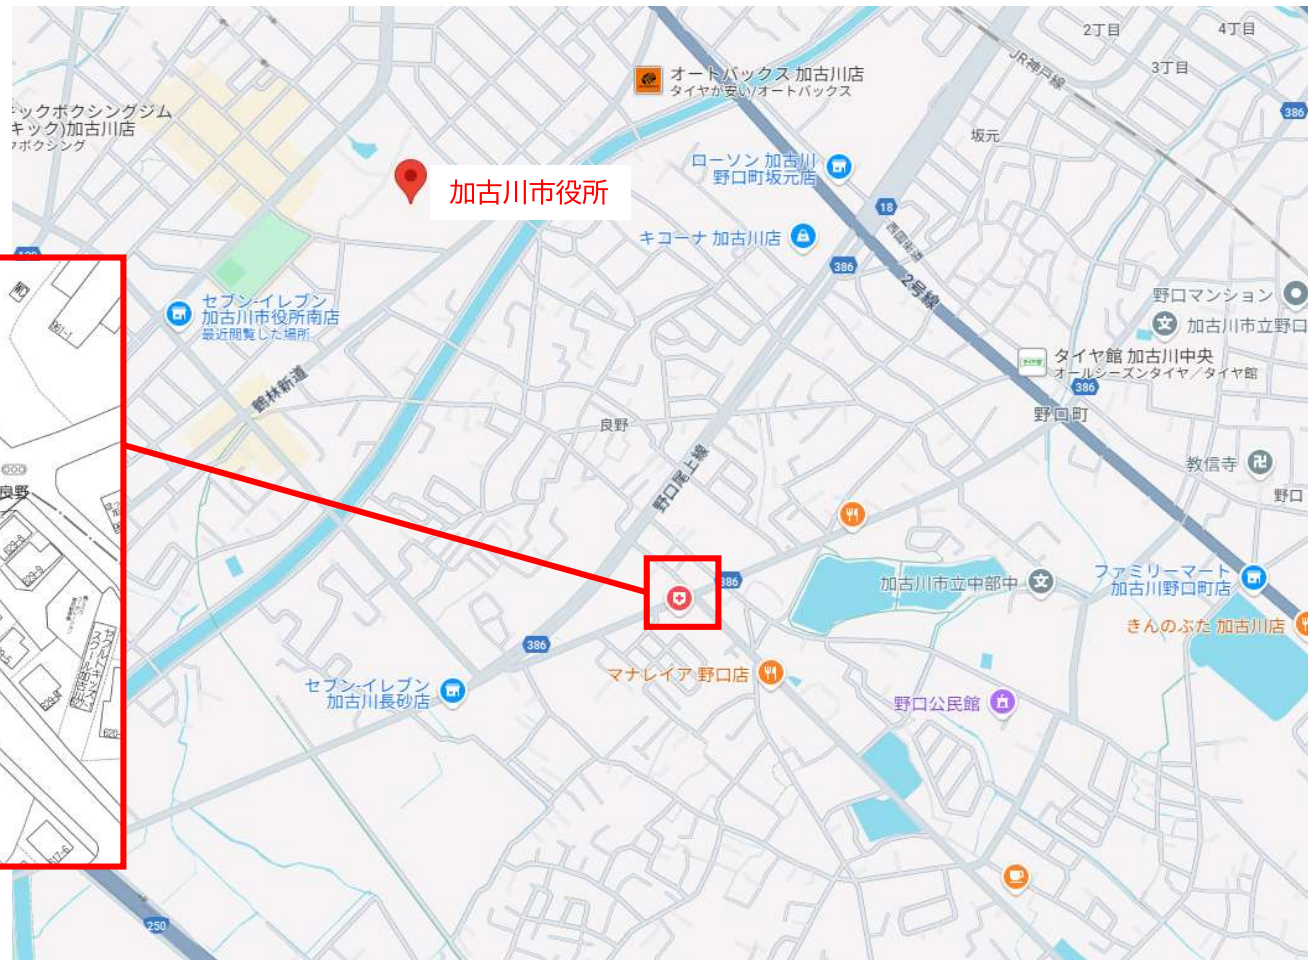 2丁目
4丁目
JR神戸線
3丁目
オートバックス 加古川店
タイヤが安い/オートバックス
386
ックボクシングジム
キック)加古川店
クボクシング
坂元
ローソン 加古川
野口町坂元店
加古川市役所
18
西国街道
キコーナ 加古川店
386
2号線
野口マンション
セブン-イレブン
加古川市役所南店
最近閲覧した場所
加古川市立野口
タイヤ館 加古川中央
オールシーズンタイヤ／タイヤ館
386
鶴林新道
野口町
良野
教信寺
野口尾上線
野口
良野
629-8
629-9
386
加古川市立中部中
ファミリーマート
加古川野口町店
きんのぶた 加古川店
386
マナレイア 野口店
セブン-イレブン
加古川長砂店
野口公民館
617-6
250